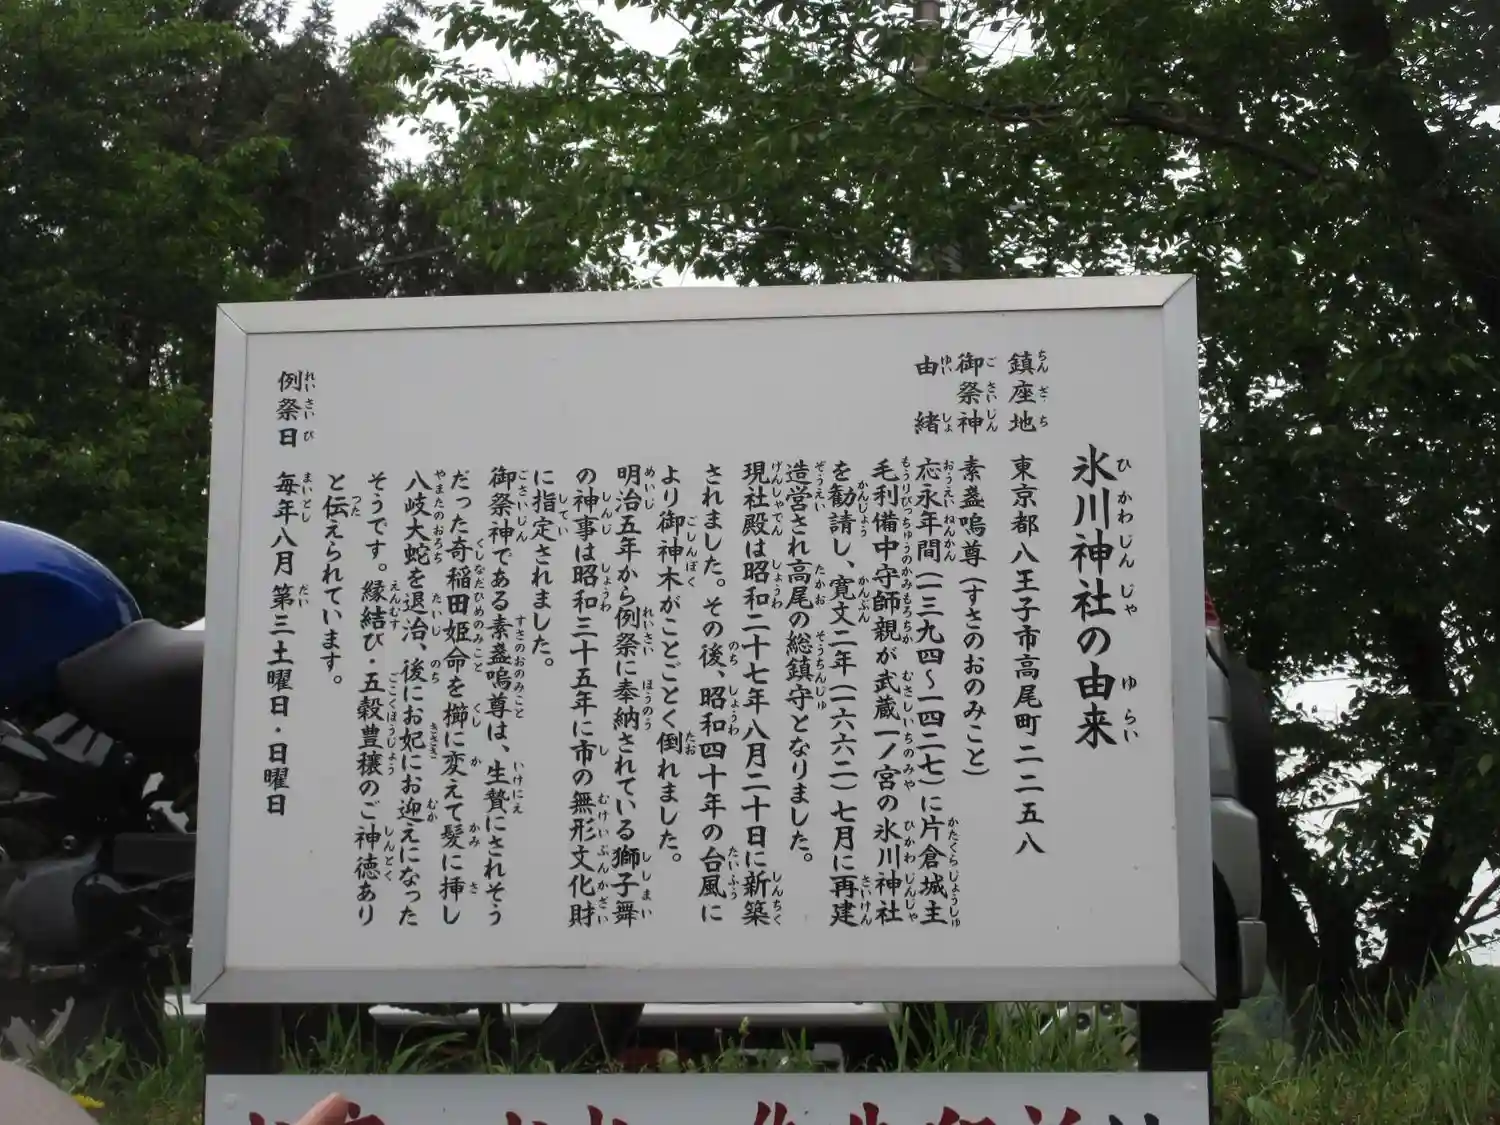 氷川神社の由来
鎮座地 東京都八王子市高尾町二二五八
御祭神 素盞嗚尊(すさのおのみこと)
由緒 応永年間(一三九四〜一四二七)に片倉城主
毛利備中守師親が武蔵一ノ宮の氷川神社
を勧請し、寛文二年(一六六二)七月に再建
造営され高尾の総鎮守となりました。
現社殿は昭和二十七年八月二十日に新築
されました。その後、昭和四十年の台風に
より御神木がことごとく倒れました。
明治五年から例祭に奉納されている獅子舞
の神事は昭和三十五年に市の無形文化財
に指定されました。
御祭神である素盞嗚尊は、生贄にされそう
だった奇稲田姫命を櫛に変えて髪に挿し
八岐大蛇を退治、後にお妃にお迎えになった
そうです。縁結び・五穀豊穣のご神徳あり
と伝えられています。
例祭日 毎年八月第三土曜日・日曜日